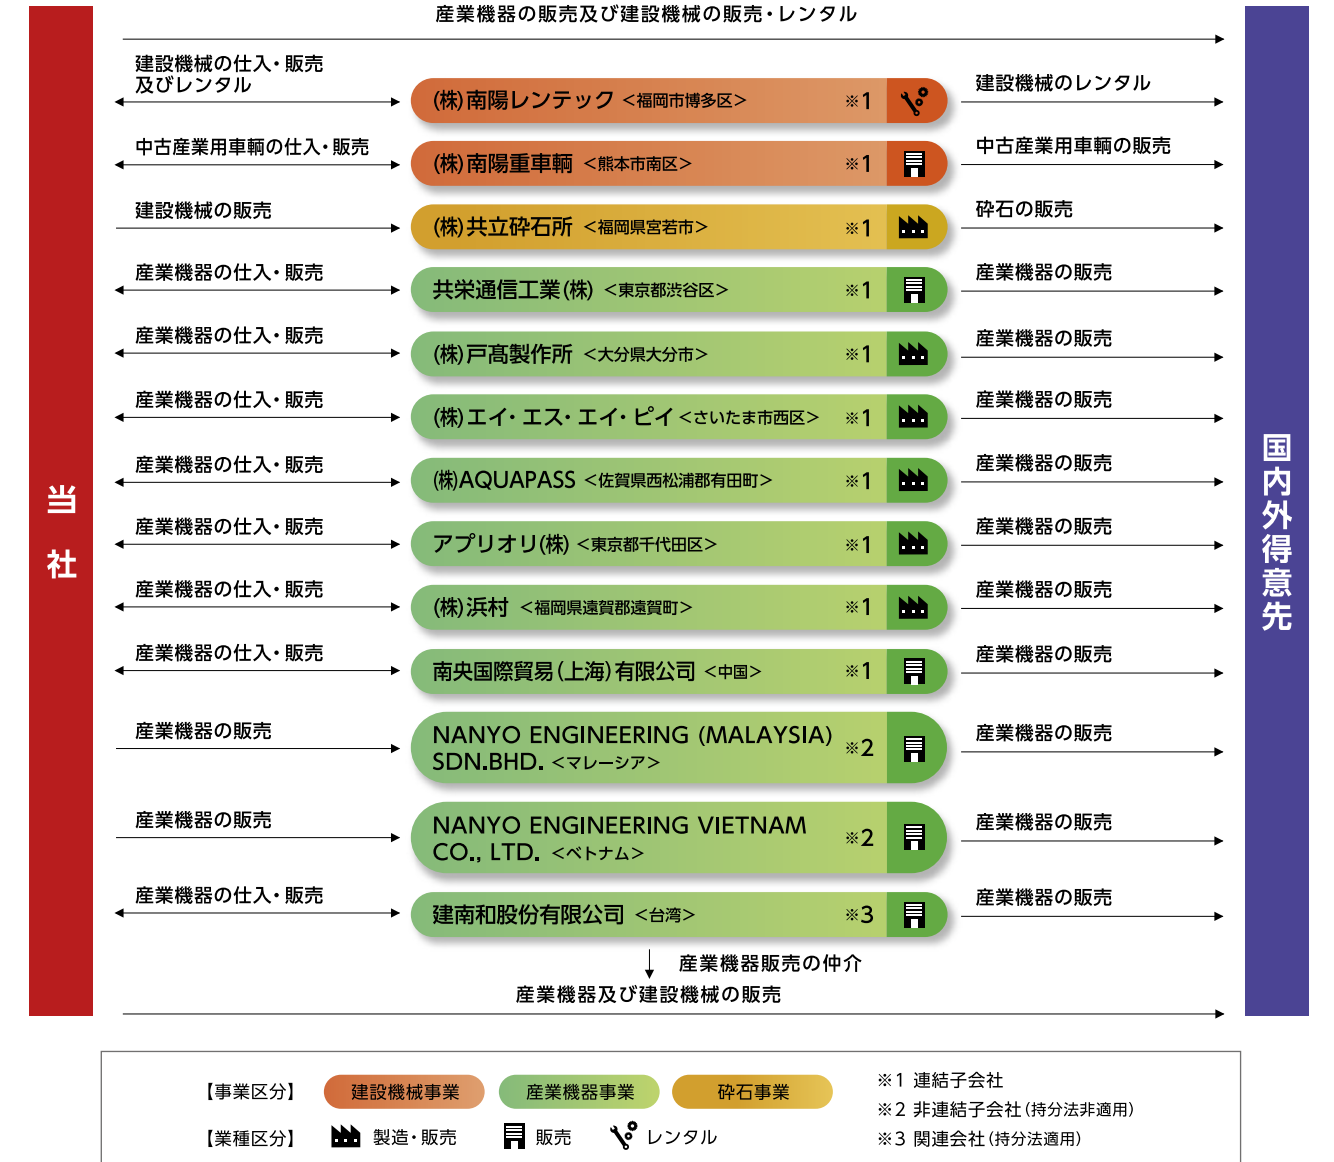 産業機器の販売及び建設機械の販売・レンタル
当社
国内外得意先
建設機械の仕入・販売
及びレンタル
(株)南陽レンテック <福岡市博多区> ※1
建設機械のレンタル
中古産業用車輌の仕入・販売
(株)南陽重車輌 <熊本市南区> ※1
中古産業用車輌の販売
建設機械の販売
(株)共立砕石所 <福岡県宮若市> ※1
砕石の販売
産業機器の仕入・販売
共栄通信工業(株) <東京都渋谷区> ※1
産業機器の販売
産業機器の仕入・販売
(株)戸髙製作所 <大分県大分市> ※1
産業機器の販売
産業機器の仕入・販売
(株)エイ・エス・エイ・ピイ <さいたま市西区> ※1
産業機器の販売
産業機器の仕入・販売
(株)AQUAPASS <佐賀県西松浦郡有田町> ※1
産業機器の販売
産業機器の仕入・販売
アプリオリ(株) <東京都千代田区> ※1
産業機器の販売
産業機器の仕入・販売
(株)浜村 <福岡県遠賀郡遠賀町> ※1
産業機器の販売
産業機器の仕入・販売
南央国際貿易(上海)有限公司 <中国> ※1
産業機器の販売
産業機器の販売
NANYO ENGINEERING (MALAYSIA)
SDN.BHD. <マレーシア> ※2
産業機器の販売
産業機器の販売
NANYO ENGINEERING VIETNAM
CO., LTD. <ベトナム> ※2
産業機器の販売
産業機器の仕入・販売
建南和股份有限公司 <台湾> ※3
産業機器の販売
産業機器販売の仲介
産業機器及び建設機械の販売
【事業区分】 建設機械事業 産業機器事業 砕石事業
【業種区分】 製造・販売 販売 レンタル
※1 連結子会社
※2 非連結子会社(持分法非適用)
※3 関連会社(持分法適用)